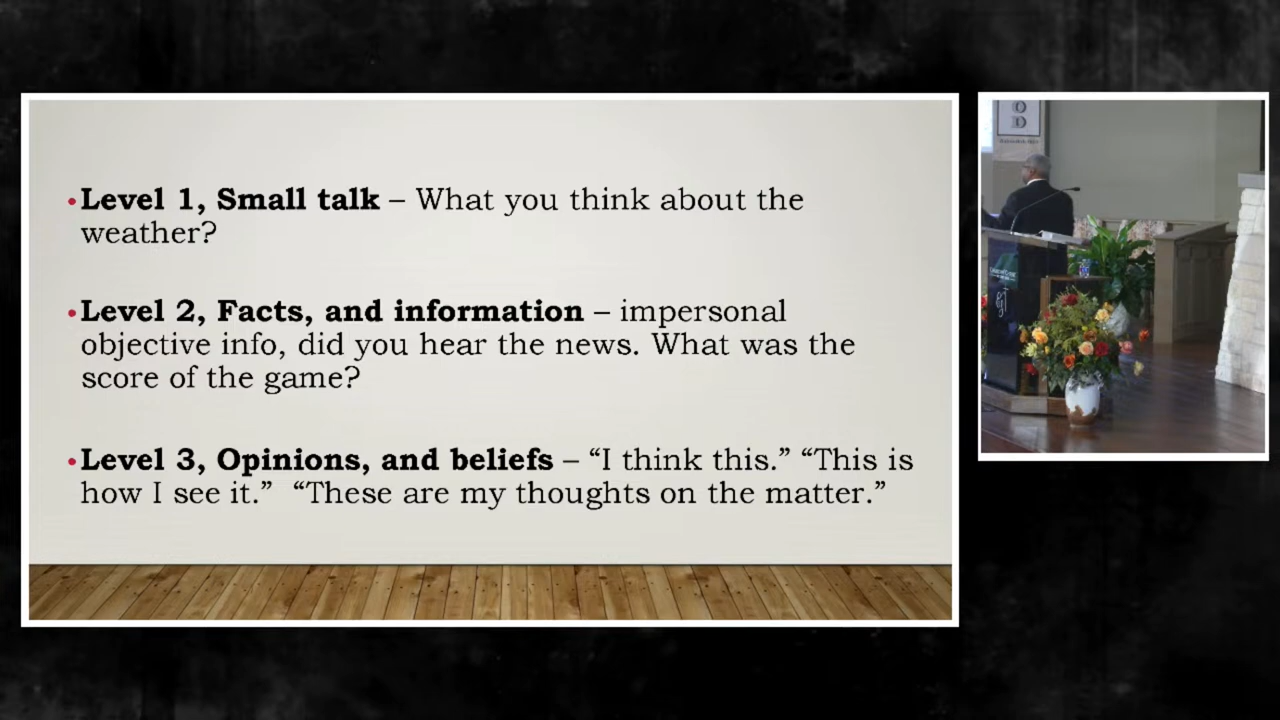 •Level 1, Small talk – What you think about the
weather?
•Level 2, Facts, and information – impersonal
objective info, did you hear the news. What was the
score of the game?
•Level 3, Opinions, and beliefs – “I think this.” “This is
how I see it.”  “These are my thoughts on the matter.”
O
D